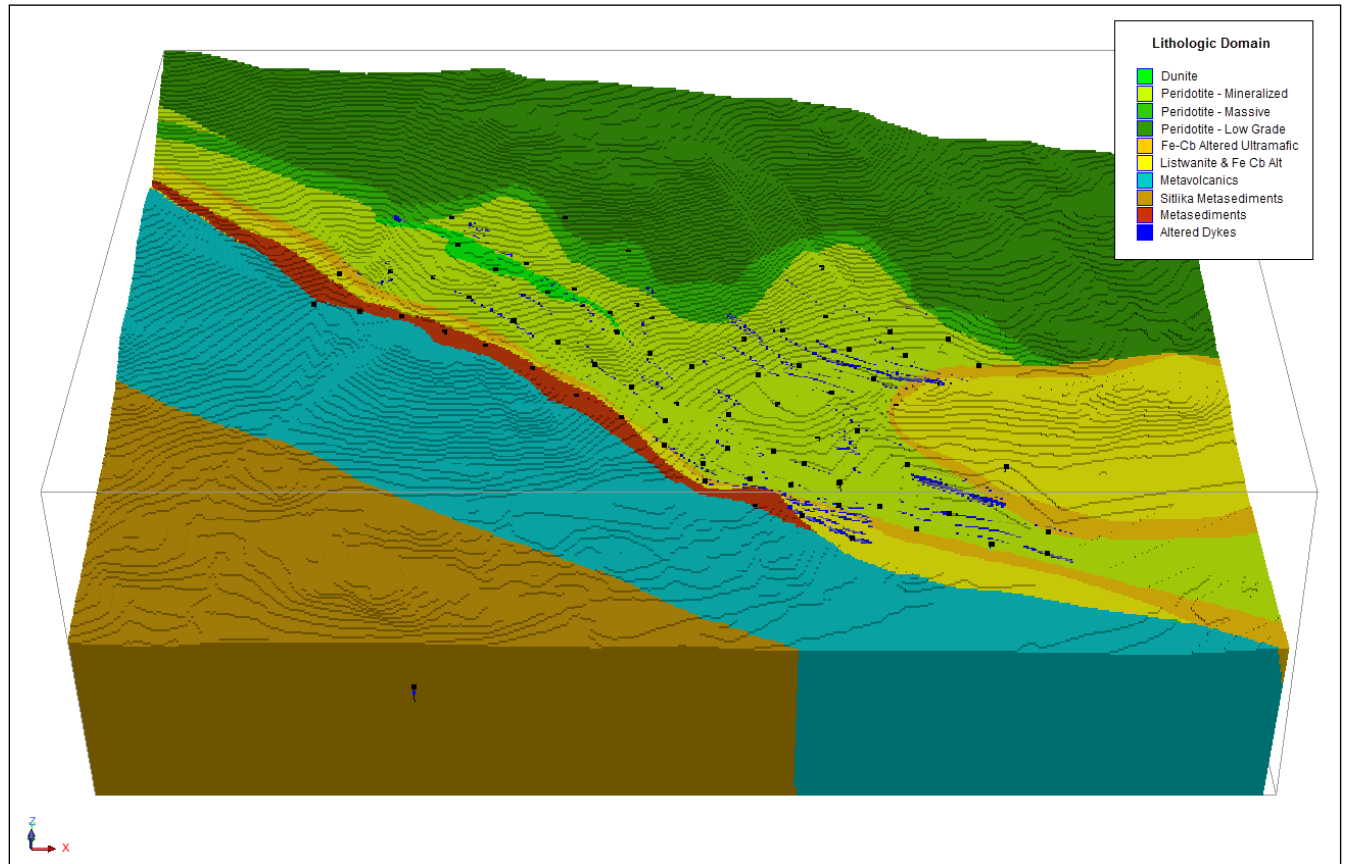 Lithologic Domain
Dunite
Peridotite - Mineralized
Peridotite - Massive
Peridotite - Low Grade
Fe-Cb Altered Ultramafic
Listwanite & Fe Cb Alt
Metavolcanics
Sitlika Metasediments
Metasediments
Altered Dykes
Z
X